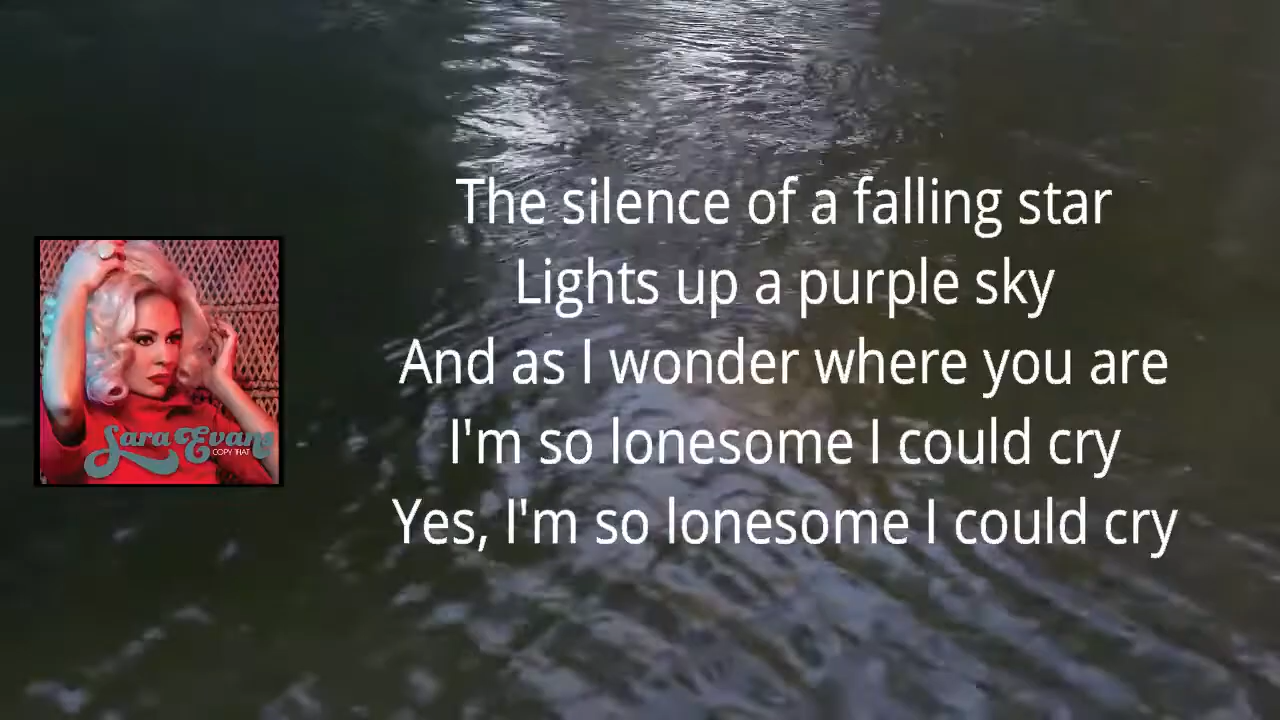 The silence of a falling star
Lights up a purple sky
And as I wonder where you are
I'm so lonesome I could cry
Yes, I'm so lonesome I could cry
Sara Evans
COPY THAT